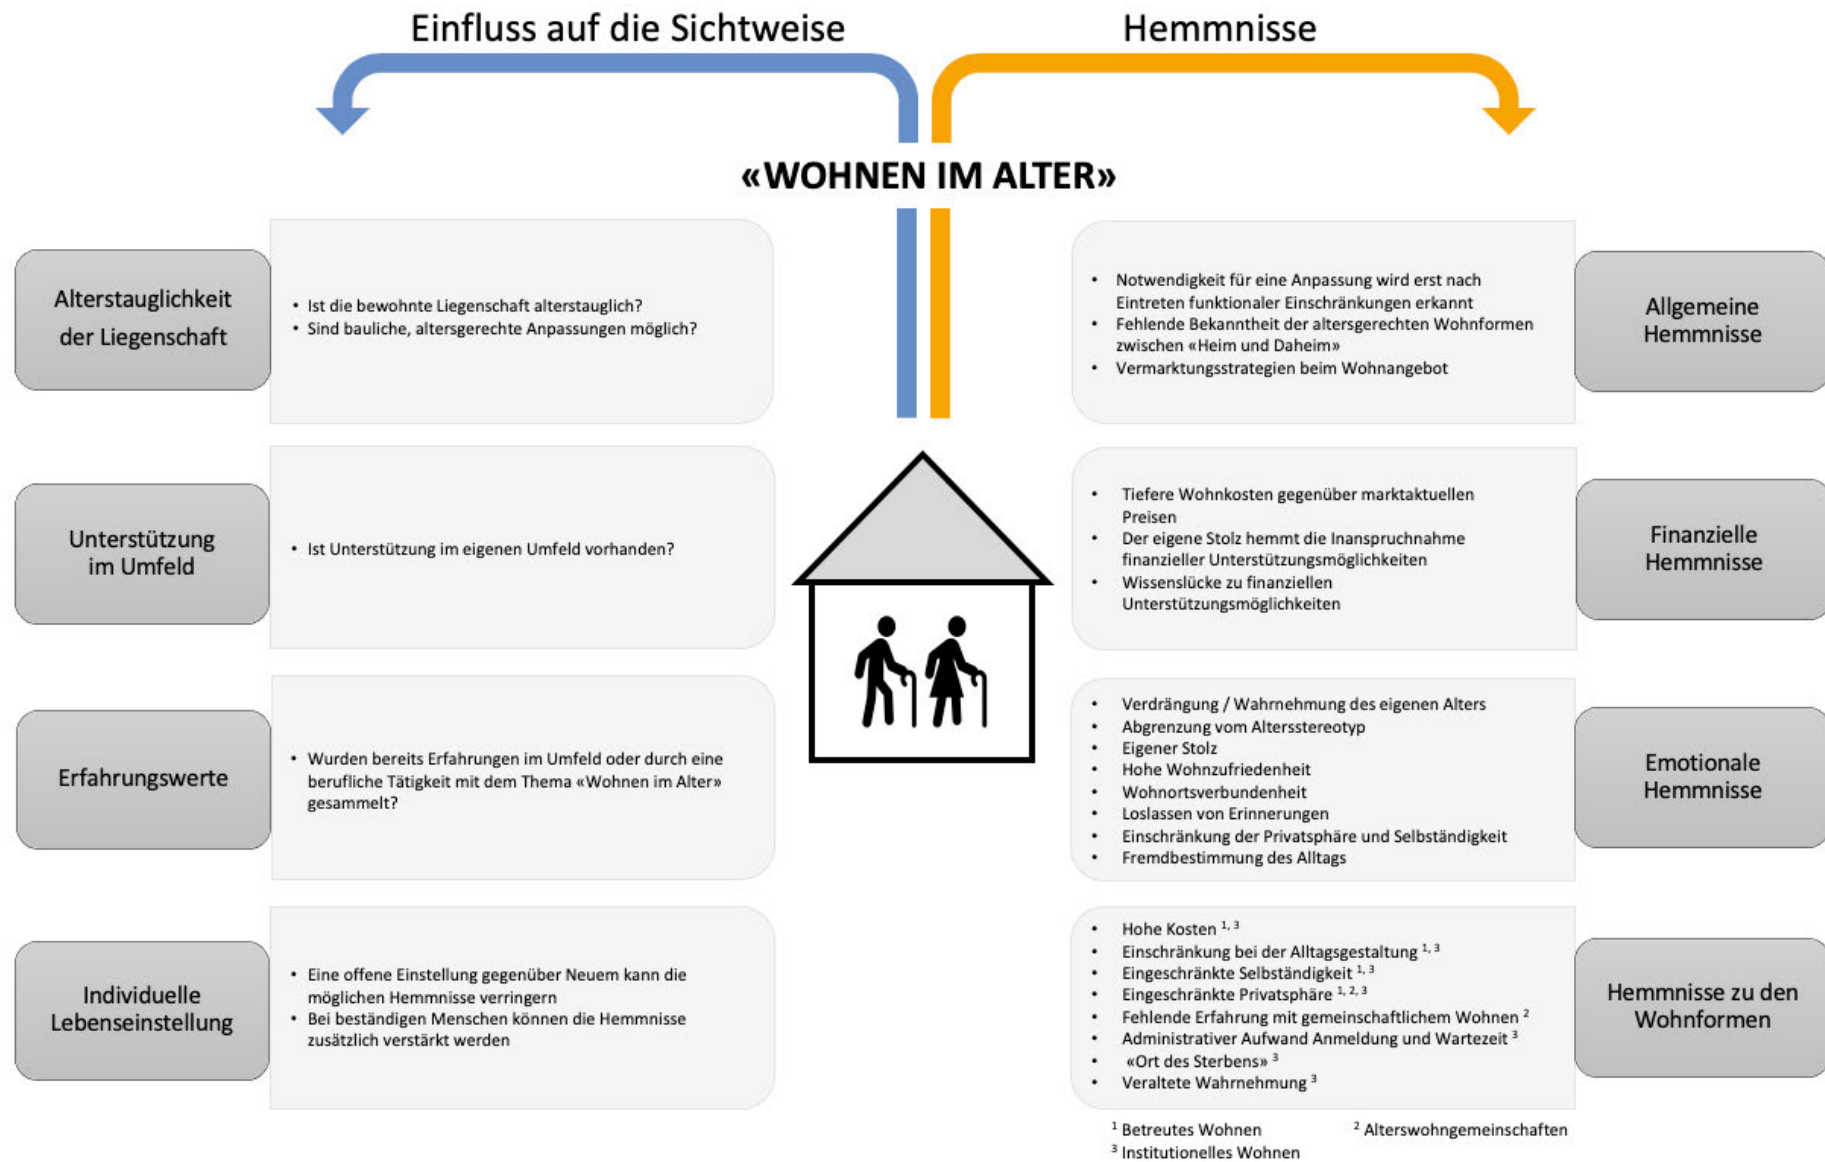 Einfluss auf die Sichtweise
Hemmnisse
«WOHNEN IM ALTER»
Alterstauglichkeit
der Liegenschaft
• Ist die bewohnte Liegenschaft alterstauglich?
• Sind bauliche, altersgerechte Anpassungen möglich?
Unterstützung
im Umfeld
• Ist Unterstützung im eigenen Umfeld vorhanden?
Erfahrungswerte
• Wurden bereits Erfahrungen im Umfeld oder durch eine
berufliche Tätigkeit mit dem Thema «Wohnen im Alter»
gesammelt?
Individuelle
Lebenseinstellung
• Eine offene Einstellung gegenüber Neuem kann die
möglichen Hemmnisse verringern
• Bei beständigen Menschen können die Hemmnisse
zusätzlich verstärkt werden
• Notwendigkeit für eine Anpassung wird erst nach
Eintreten funktionaler Einschränkungen erkannt
• Fehlende Bekanntheit der altersgerechten Wohnformen
zwischen «Heim und Daheim»
• Vermarktungsstrategien beim Wohnangebot
Allgemeine
Hemmnisse
• Tiefere Wohnkosten gegenüber marktaktuellen
Preisen
• Der eigene Stolz hemmt die Inanspruchnahme
finanzieller Unterstützungsmöglichkeiten
• Wissenslücke zu finanziellen
Unterstützungsmöglichkeiten
Finanzielle
Hemmnisse
• Verdrängung / Wahrnehmung des eigenen Alters
• Abgrenzung vom Altersstereotyp
• Eigener Stolz
• Hohe Wohnzufriedenheit
• Wohnortsverbundenheit
• Loslassen von Erinnerungen
• Einschränkung der Privatsphäre und Selbständigkeit
• Fremdbestimmung des Alltags
Emotionale
Hemmnisse
• Hohe Kosten 1, 3
• Einschränkung bei der Alltagsgestaltung 1, 3
• Eingeschränkte Selbständigkeit 1, 3
• Eingeschränkte Privatsphäre 1, 2, 3
• Fehlende Erfahrung mit gemeinschaftlichem Wohnen 2
• Administrativer Aufwand Anmeldung und Wartezeit 3
• «Ort des Sterbens» 3
• Veraltete Wahrnehmung 3
Hemmnisse zu den
Wohnformen
1 Betreutes Wohnen
2 Alterswohngemeinschaften
3 Institutionelles Wohnen